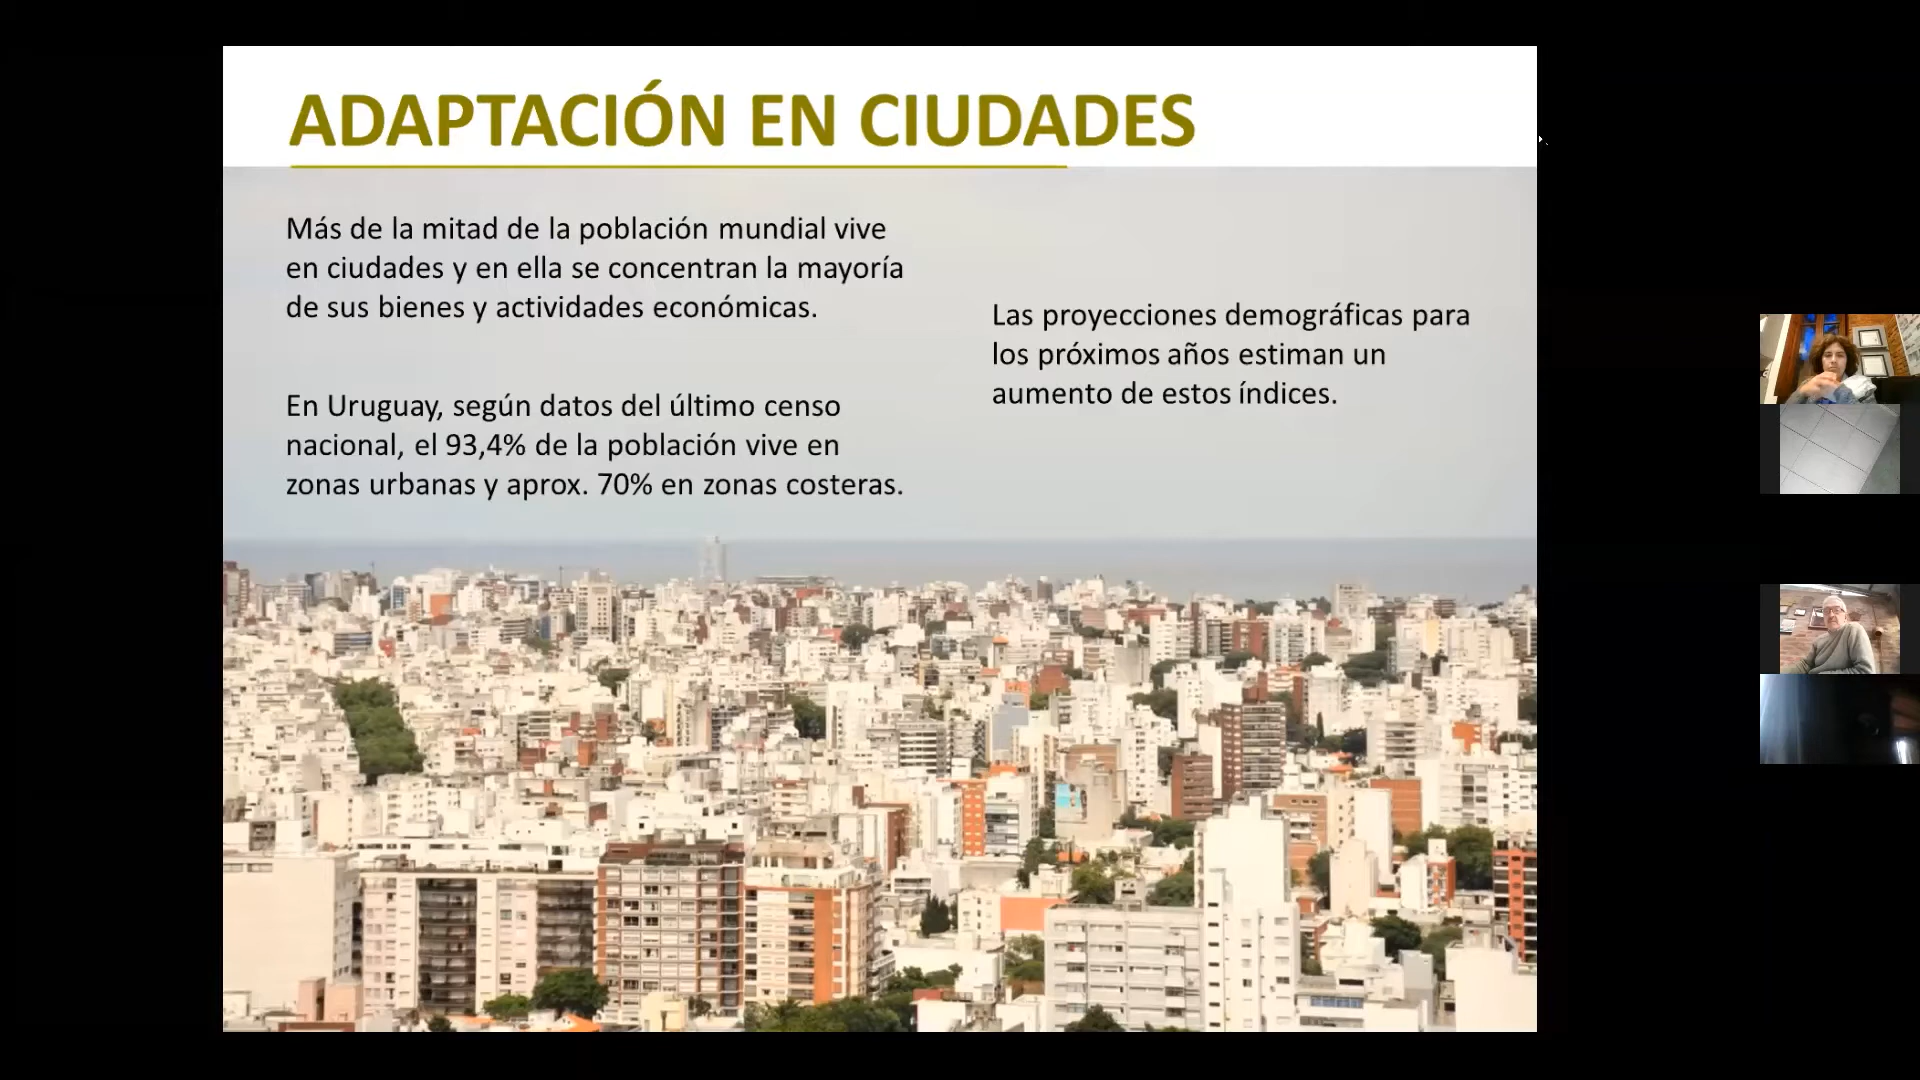 ADAPTACIÓN EN CIUDADES
Más de la mitad de la población mundial vive
en ciudades y en ella se concentran la mayoría
de sus bienes y actividades económicas.
En Uruguay, según datos del último censo
nacional, el 93,4% de la población vive en
zonas urbanas y aprox. 70% en zonas costeras.
Las proyecciones demográficas para
los próximos años estiman un
aumento de estos índices.